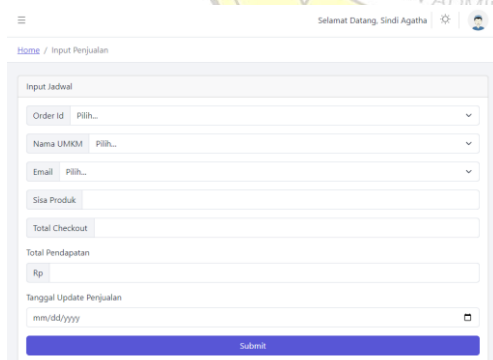 Selamat Datang, Sindi Agatha
Home / Input Penjualan
Input Jadwal
Order Id Pilih...
Nama UMKM Pilih...
Email Pilih...
Sisa Produk
Total Checkout
Total Pendapatan
Rp
Tanggal Update Penjualan
mm/dd/yyyy
Submit